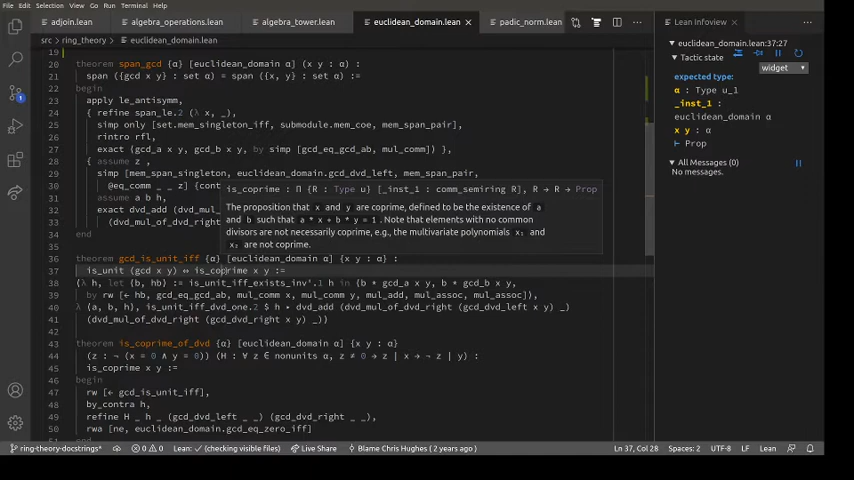 File Edit Selection View Go Run Terminal Help
adjoin.lean algebra_operations.lean algebra_tower.lean euclidean_domain.lean × padic_norm.lean Lean Infoview × ···
src › ring_theory › euclidean_domain.lean
19
20 theorem span_gcd {α} [euclidean_domain α] (x y : α) :
21 span ({gcd x y} : set α) = span ({x, y} : set α) :=
22 begin
23 apply le_antisymm,
24 { refine span_le.2 (λ x, _),
25 simp only [set.mem_singleton_iff, submodule.mem_coe, mem_span_pair],
26 rintro rfl,
27 exact ⟨gcd_a x y, gcd_b x y, by simp [gcd_eq_gcd_ab, mul_comm]⟩ },
28 { assume z ,
29 simp [mem_span_singleton, euclidean_domain.gcd_dvd_left, mem_span_pair,
30 @eq_comm _ _ z] {cont
31 assume a b h,
32 exact dvd_add (dvd_mu
33 (dvd_mul_of_dvd_rig
34 end
35
is_coprime : Π {R : Type u} [_inst_1 : comm_semiring R], R → R → Prop
The proposition that x and y are coprime, defined to be the existence of a
and b such that a * x + b * y = 1 . Note that elements with no common
divisors are not necessarily coprime, e.g., the multivariate polynomials x₁ and
x₂ are not coprime.
36 theorem gcd_is_unit_iff {α} [euclidean_domain α] {x y : α} :
37 is_unit (gcd x y) ↔ is_coprime x y :=
38 ⟨λ h, let ⟨b, hb⟩ := is_unit_iff_exists_inv'.1 h in ⟨b * gcd_a x y, b * gcd_b x y,
39 by rw [← hb, gcd_eq_gcd_ab, mul_comm x, mul_comm y, mul_add, mul_assoc, mul_assoc]⟩,
40 λ ⟨a, b, h⟩, is_unit_iff_dvd_one.2 $ h ▸ dvd_add (dvd_mul_of_dvd_right (gcd_dvd_left x y) _)
41 (dvd_mul_of_dvd_right (gcd_dvd_right x y) _)⟩
42
43 theorem is_coprime_of_dvd {α} [euclidean_domain α] {x y : α}
44 (z : ¬ (x = 0 ∧ y = 0)) (H : ∀ z ∈ nonunits α, z ≠ 0 → z ∣ x → ¬ z ∣ y) :
45 is_coprime x y :=
46 begin
47 rw [← gcd_is_unit_iff],
48 by_contra h,
49 refine H _ h _ (gcd_dvd_left _ _) (gcd_dvd_right _ _),
50 rwa [ne, euclidean_domain.gcd_eq_zero_iff]
euclidean_domain.lean:37:27
Tactic state
widget
expected type:
α : Type u_1
_inst_1 :
euclidean_domain α
x y : α
⊢ Prop
All Messages (0)
No messages.
1
ring-theory-docstrings* 0 0 Lean: ✓ (checking visible files) Live Share Blame Chris Hughes ( 2 years ago ) Ln 37, Col 28 Spaces: 2 UTF-8 LF Lean